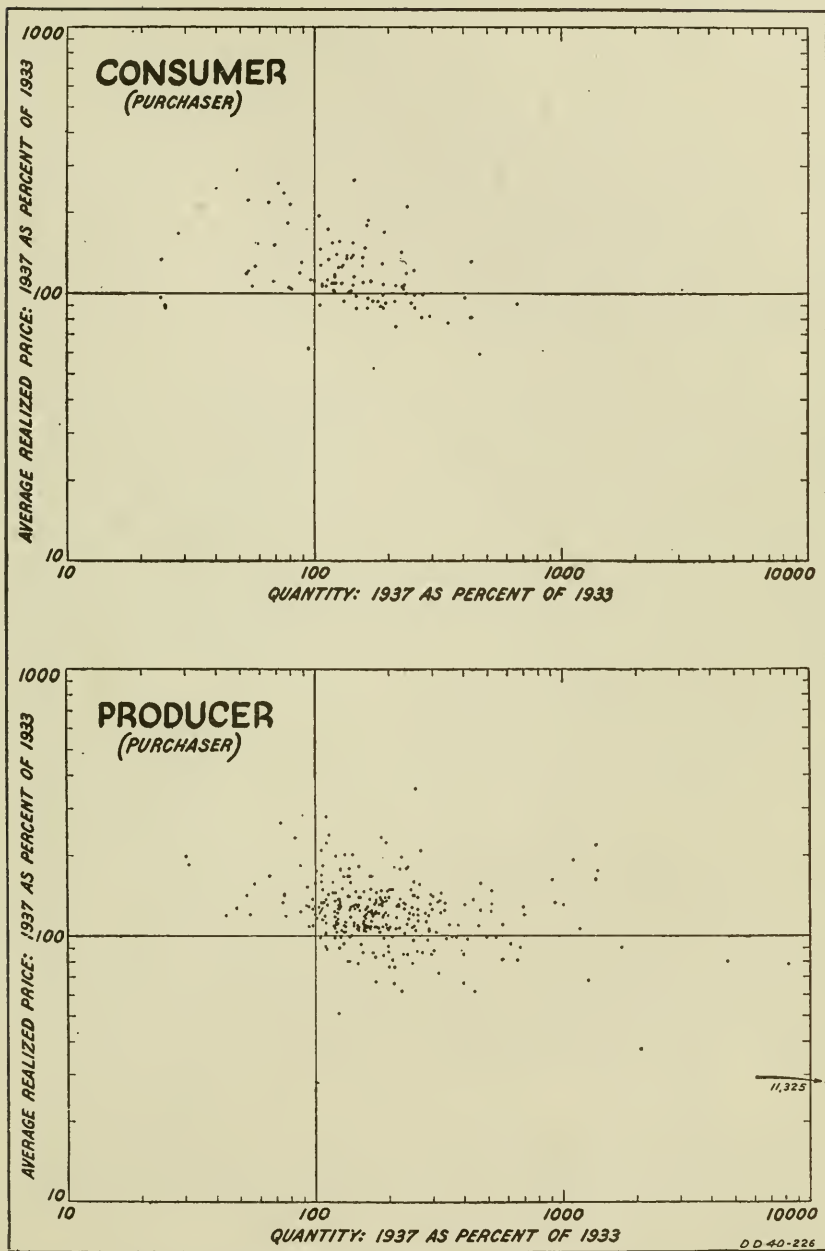 CONSUMER
(PURCHASER)
AVERAGE REALIZED PRICE: 1937 AS PERCENT OF 1933
1000
100
10
10 100 1000 10000
QUANTITY: 1937 AS PERCENT OF 1933
PRODUCER
(PURCHASER)
AVERAGE REALIZED PRICE: 1937 AS PERCENT OF 1933
1000
100
10
11,325
10 100 1000 10000
QUANTITY: 1937 AS PERCENT OF 1933
DD-40-226